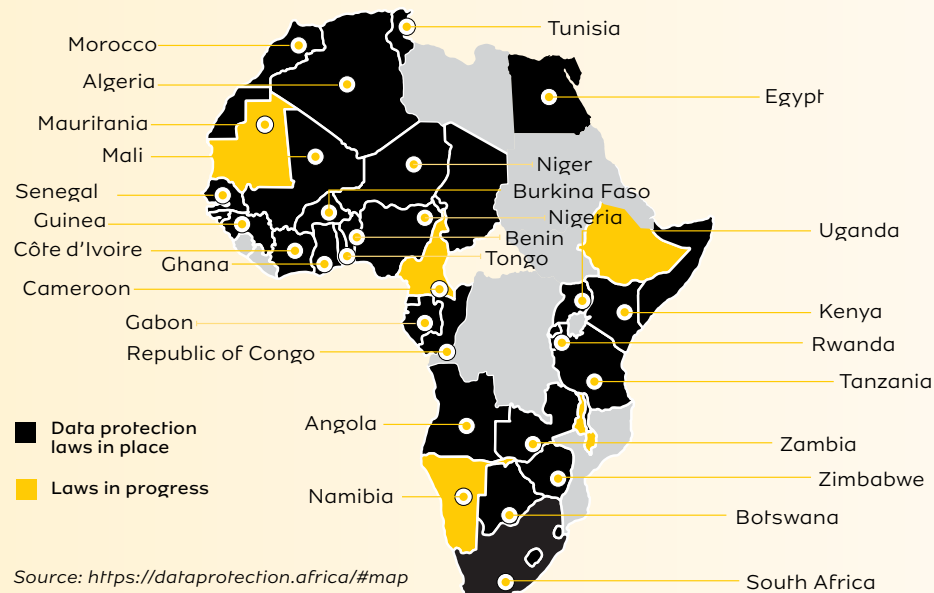 Tunisia
Morocco
Algeria
Egypt
Mauritania
Mali
Niger
Senegal
Burkina Faso
Guinea
Nigeria
Uganda
Benin
Côte d'Ivoire
Ghana
Tongo
Cameroon
Kenya
Gabon
Rwanda
Republic of Congo
Tanzania
Angola
Data protection
laws in place
Zambia
Laws in progress
Zimbabwe
Namibia
Botswana
Source: https://dataprotection.africa/#map
South Africa